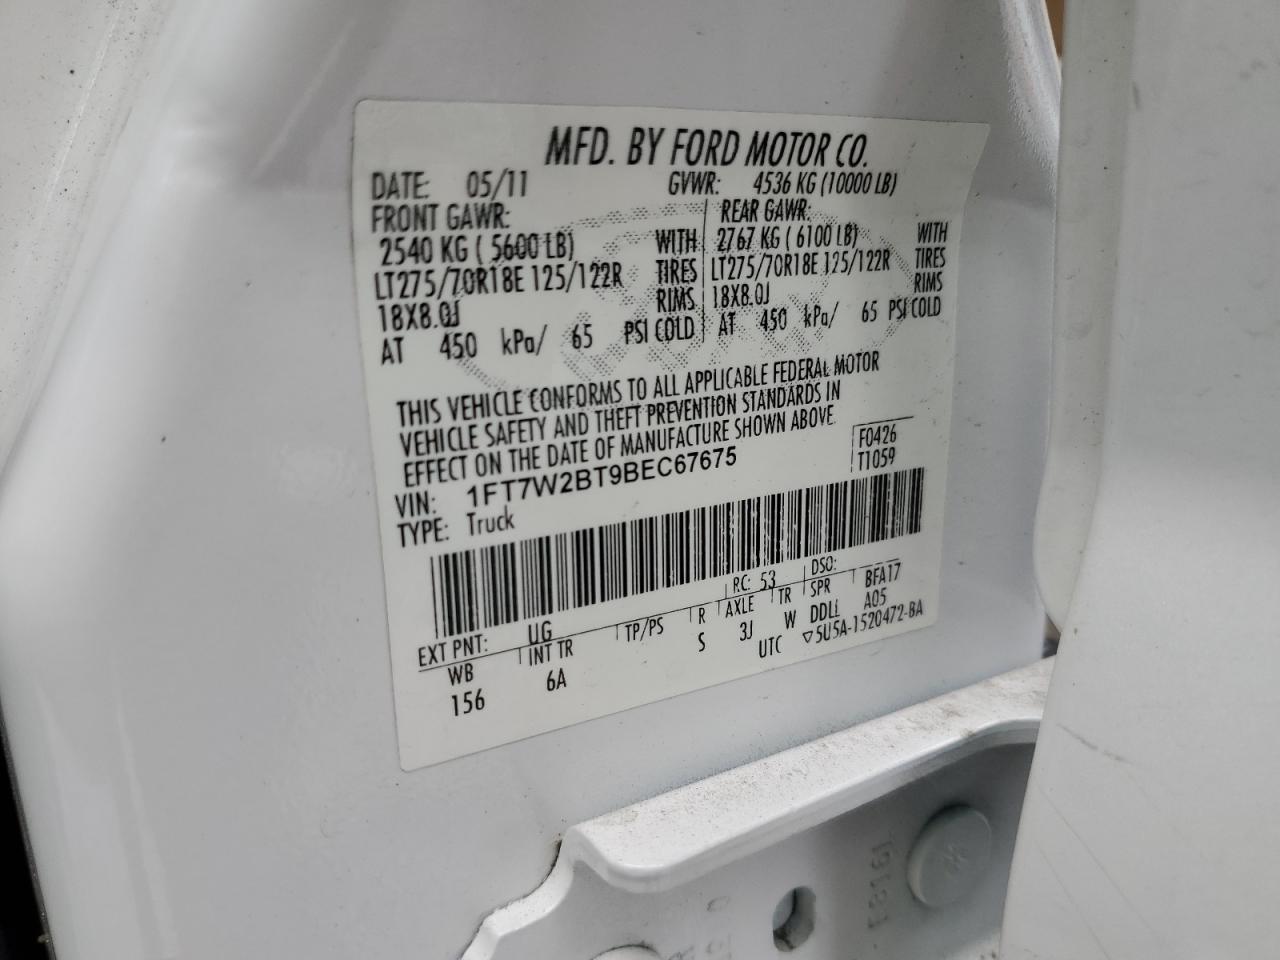 MFD. BY FORD MOTOR CO.
DATE: 05/11 GVWR: 4536 KG (10000 LB)
FRONT GAWR: REAR GAWR:
2540 KG ( 5600 LB) WITH 2767 KG ( 6100 LB) WITH
LT275/70R18E 125/122R TIRES LT275/70R18E 125/122R TIRES
18X8.0J RIMS 18X8.0J RIMS
AT 450 kPa/ 65 PSI COLD AT 450 kPa/ 65 PSI COLD
THIS VEHICLE CONFORMS TO ALL APPLICABLE FEDERAL MOTOR
VEHICLE SAFETY AND THEFT PREVENTION STANDARDS IN
EFFECT ON THE DATE OF MANUFACTURE SHOWN ABOVE.
F0426
T1059
VIN: 1FT7W2BT9BEC67675
TYPE: Truck
EXT PNT: UG RC: 53 DSO:
WB INT TR TP/PS R AXLE TR SPR BFA17
156 6A S 3J W DDLL A05
UTC ▽5U5A-1520472-BA